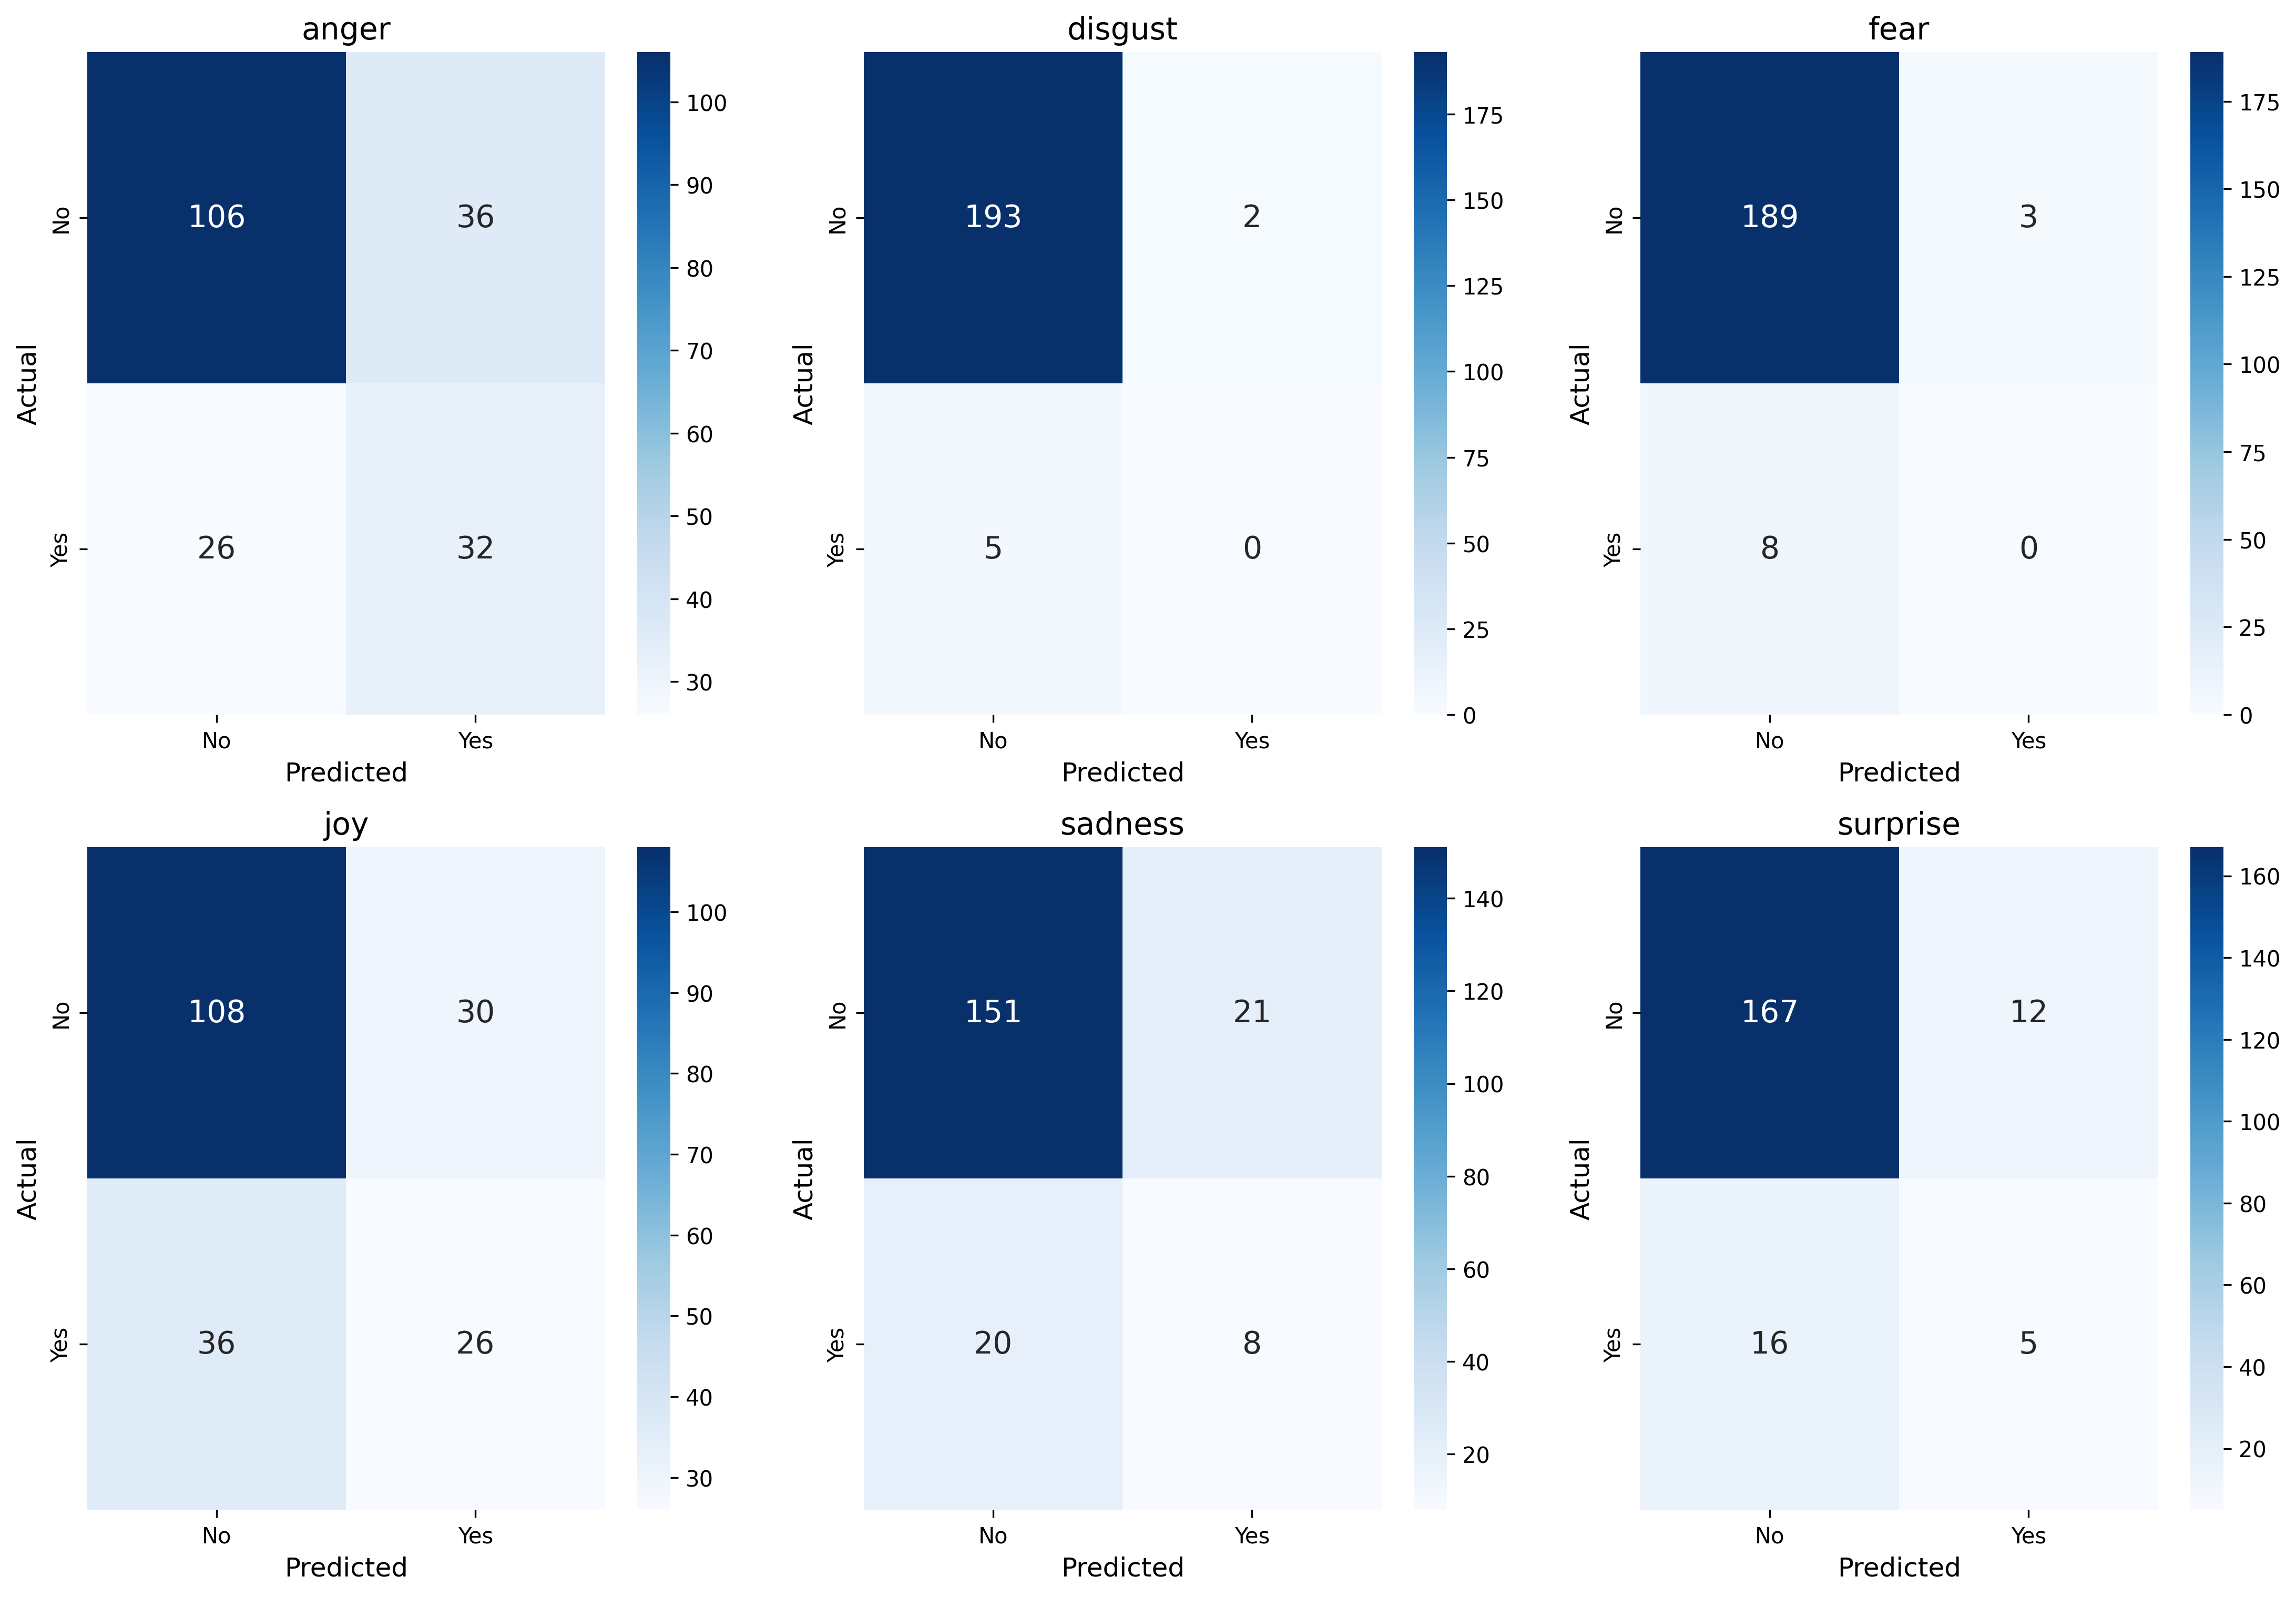 anger
100
90
80
70
60
50
40
30
No
Yes
Actual
106
36
26
32
No
Yes
Predicted
disgust
175
150
125
100
75
50
25
0
No
Yes
Actual
193
2
5
0
No
Yes
Predicted
fear
175
150
125
100
75
50
25
0
No
Yes
Actual
189
3
8
0
No
Yes
Predicted
joy
100
90
80
70
60
50
40
30
No
Yes
Actual
108
30
36
26
No
Yes
Predicted
sadness
140
120
100
80
60
40
20
No
Yes
Actual
151
21
20
8
No
Yes
Predicted
surprise
160
140
120
100
80
60
40
20
No
Yes
Actual
167
12
16
5
No
Yes
Predicted